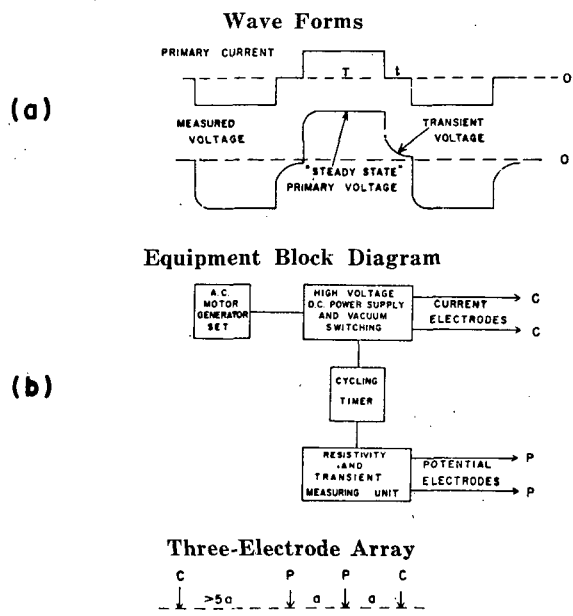 Wave Forms
PRIMARY CURRENT
T
t
O
(a)
MEASURED
VOLTAGE
TRANSIENT
VOLTAGE
O
"STEADY STATE"
PRIMARY VOLTAGE
Equipment Block Diagram
A.C.
MOTOR
GENERATOR
SET
HIGH VOLTAGE
D.C. POWER SUPPLY
AND VACUUM
SWITCHING
CURRENT
ELECTRODES
C
C
(b)
CYCLING
TIMER
RESISTIVITY
AND
TRANSIENT
MEASURING UNIT
POTENTIAL
ELECTRODES
P
P
Three-Electrode Array
C P P C
>5a a a